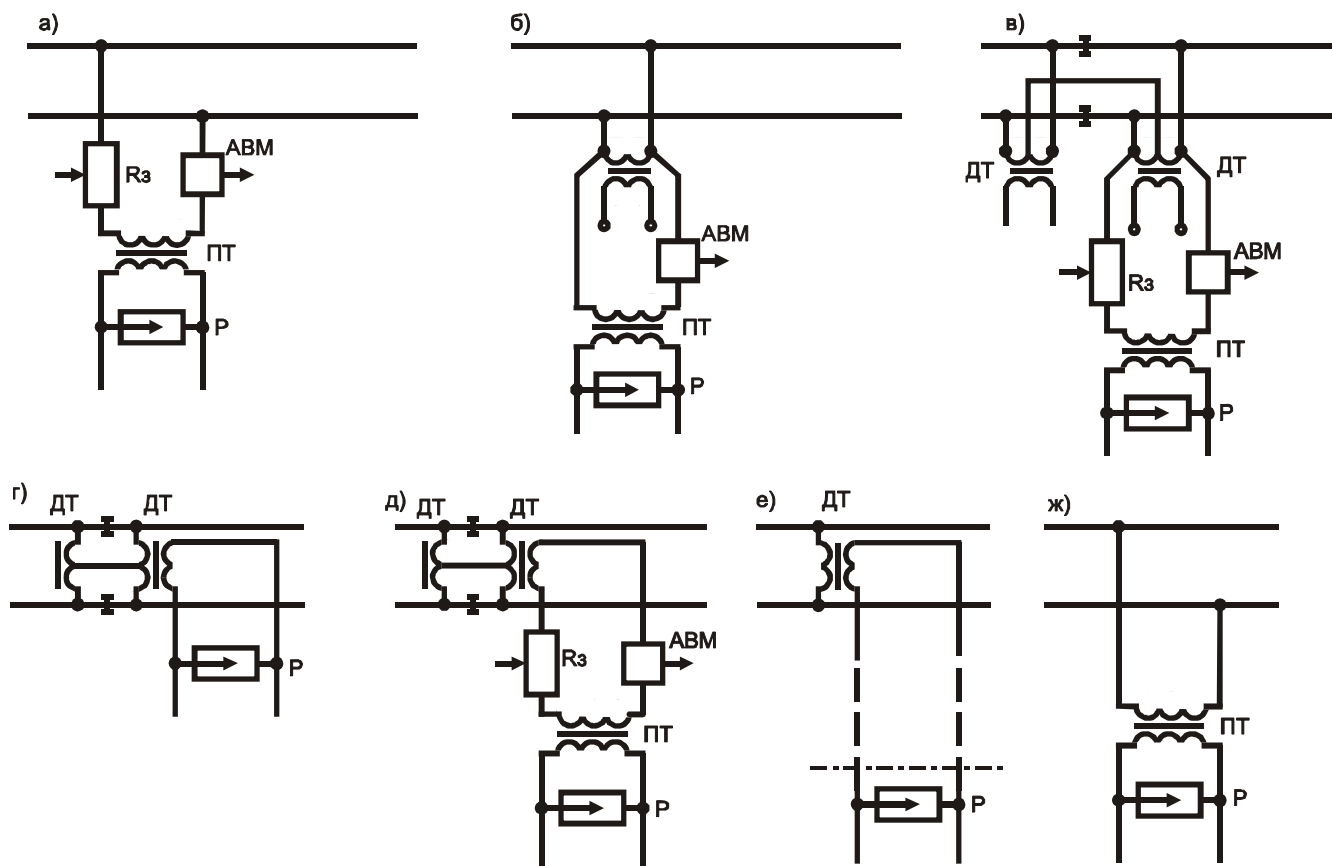 а)
б)
в)
АВМ
Rз
ПТ
Р
АВМ
ПТ
Р
ДТ
ДТ
АВМ
Rз
ПТ
Р
г)
ДТ
ДТ
Р
д)
ДТ
ДТ
АВМ
Rз
ПТ
Р
е)
ДТ
Р
ж)
ПТ
Р